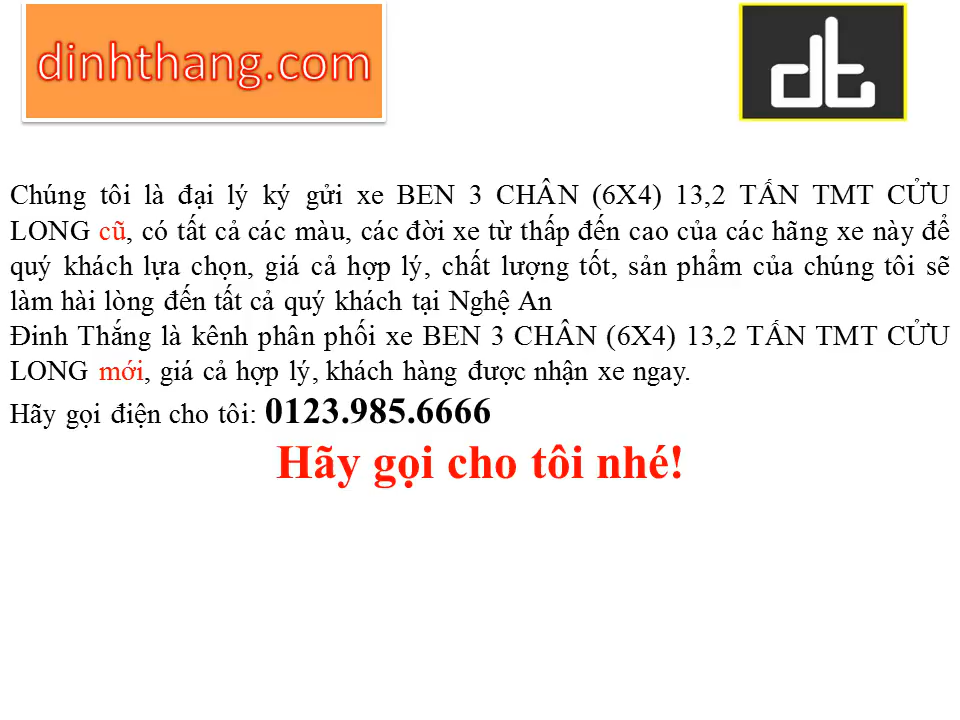 dinhthang.com
dt
Chúng tôi là đại lý ký gửi xe BEN 3 CHÂN (6X4) 13,2 TẤN TMT CỬU
LONG cũ, có tất cả các màu, các đời xe từ thấp đến cao của các hãng xe này để
quý khách lựa chọn, giá cả hợp lý, chất lượng tốt, sản phẩm của chúng tôi sẽ
làm hài lòng đến tất cả quý khách tại Nghệ An
Đinh Thắng là kênh phân phối xe BEN 3 CHÂN (6X4) 13,2 TẤN TMT CỬU
LONG mới, giá cả hợp lý, khách hàng được nhận xe ngay.
Hãy gọi điện cho tôi: 0123.985.6666
Hãy gọi cho tôi nhé!